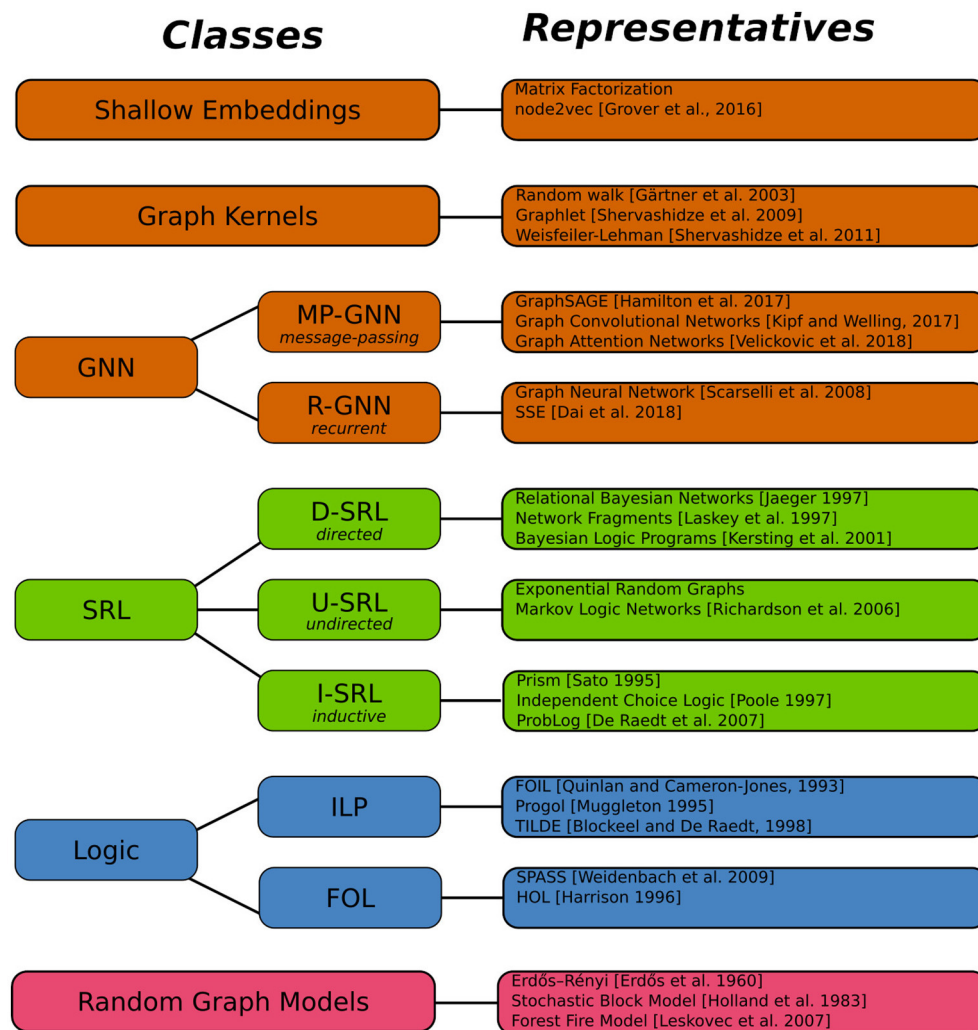 Classes
Representatives
Shallow Embeddings
Matrix Factorization
node2vec [Grover et al., 2016]
Graph Kernels
Random walk [Gärtner et al. 2003]
Graphlet [Shervashidze et al. 2009]
Weisfeiler-Lehman [Shervashidze et al. 2011]
GNN
MP-GNN
message-passing
GraphSAGE [Hamilton et al. 2017]
Graph Convolutional Networks [Kipf and Welling, 2017]
Graph Attention Networks [Velickovic et al. 2018]
R-GNN
recurrent
Graph Neural Network [Scarselli et al. 2008]
SSE [Dai et al. 2018]
SRL
D-SRL
directed
Relational Bayesian Networks [Jaeger 1997]
Network Fragments [Laskey et al. 1997]
Bayesian Logic Programs [Kersting et al. 2001]
U-SRL
undirected
Exponential Random Graphs
Markov Logic Networks [Richardson et al. 2006]
I-SRL
inductive
Prism [Sato 1995]
Independent Choice Logic [Poole 1997]
ProbLog [De Raedt et al. 2007]
Logic
ILP
FOIL [Quinlan and Cameron-Jones, 1993]
Progol [Muggleton 1995]
TILDE [Blockeel and De Raedt, 1998]
FOL
SPASS [Weidenbach et al. 2009]
HOL [Harrison 1996]
Random Graph Models
Erdős–Rényi [Erdős et al. 1960]
Stochastic Block Model [Holland et al. 1983]
Forest Fire Model [Leskovec et al. 2007]